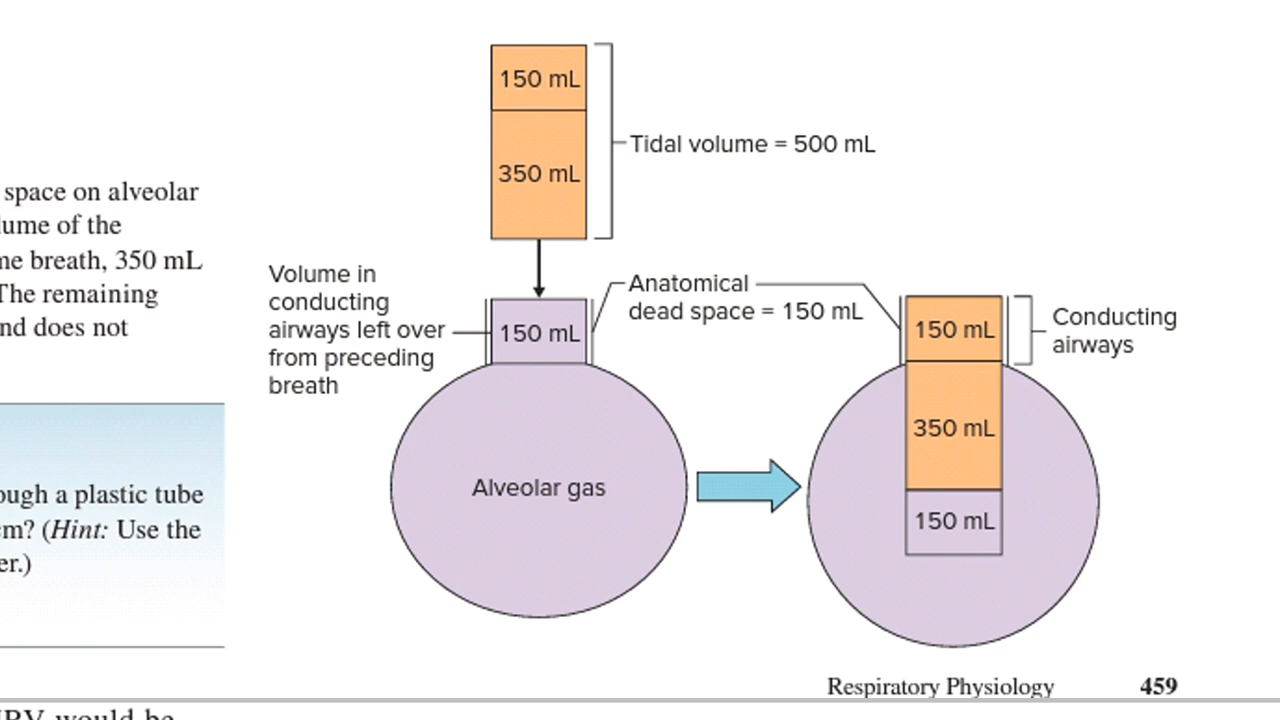 space on alveolar
lume of the
me breath, 350 mL
The remaining
nd does not
ough a plastic tube
cm? (Hint: Use the
er.)
150 mL
350 mL
Tidal volume = 500 mL
Volume in
conducting
airways left over
from preceding
breath
150 mL
Anatomical
dead space = 150 mL
Alveolar gas
150 mL
350 mL
150 mL
Conducting
airways
Respiratory Physiology 459
would be